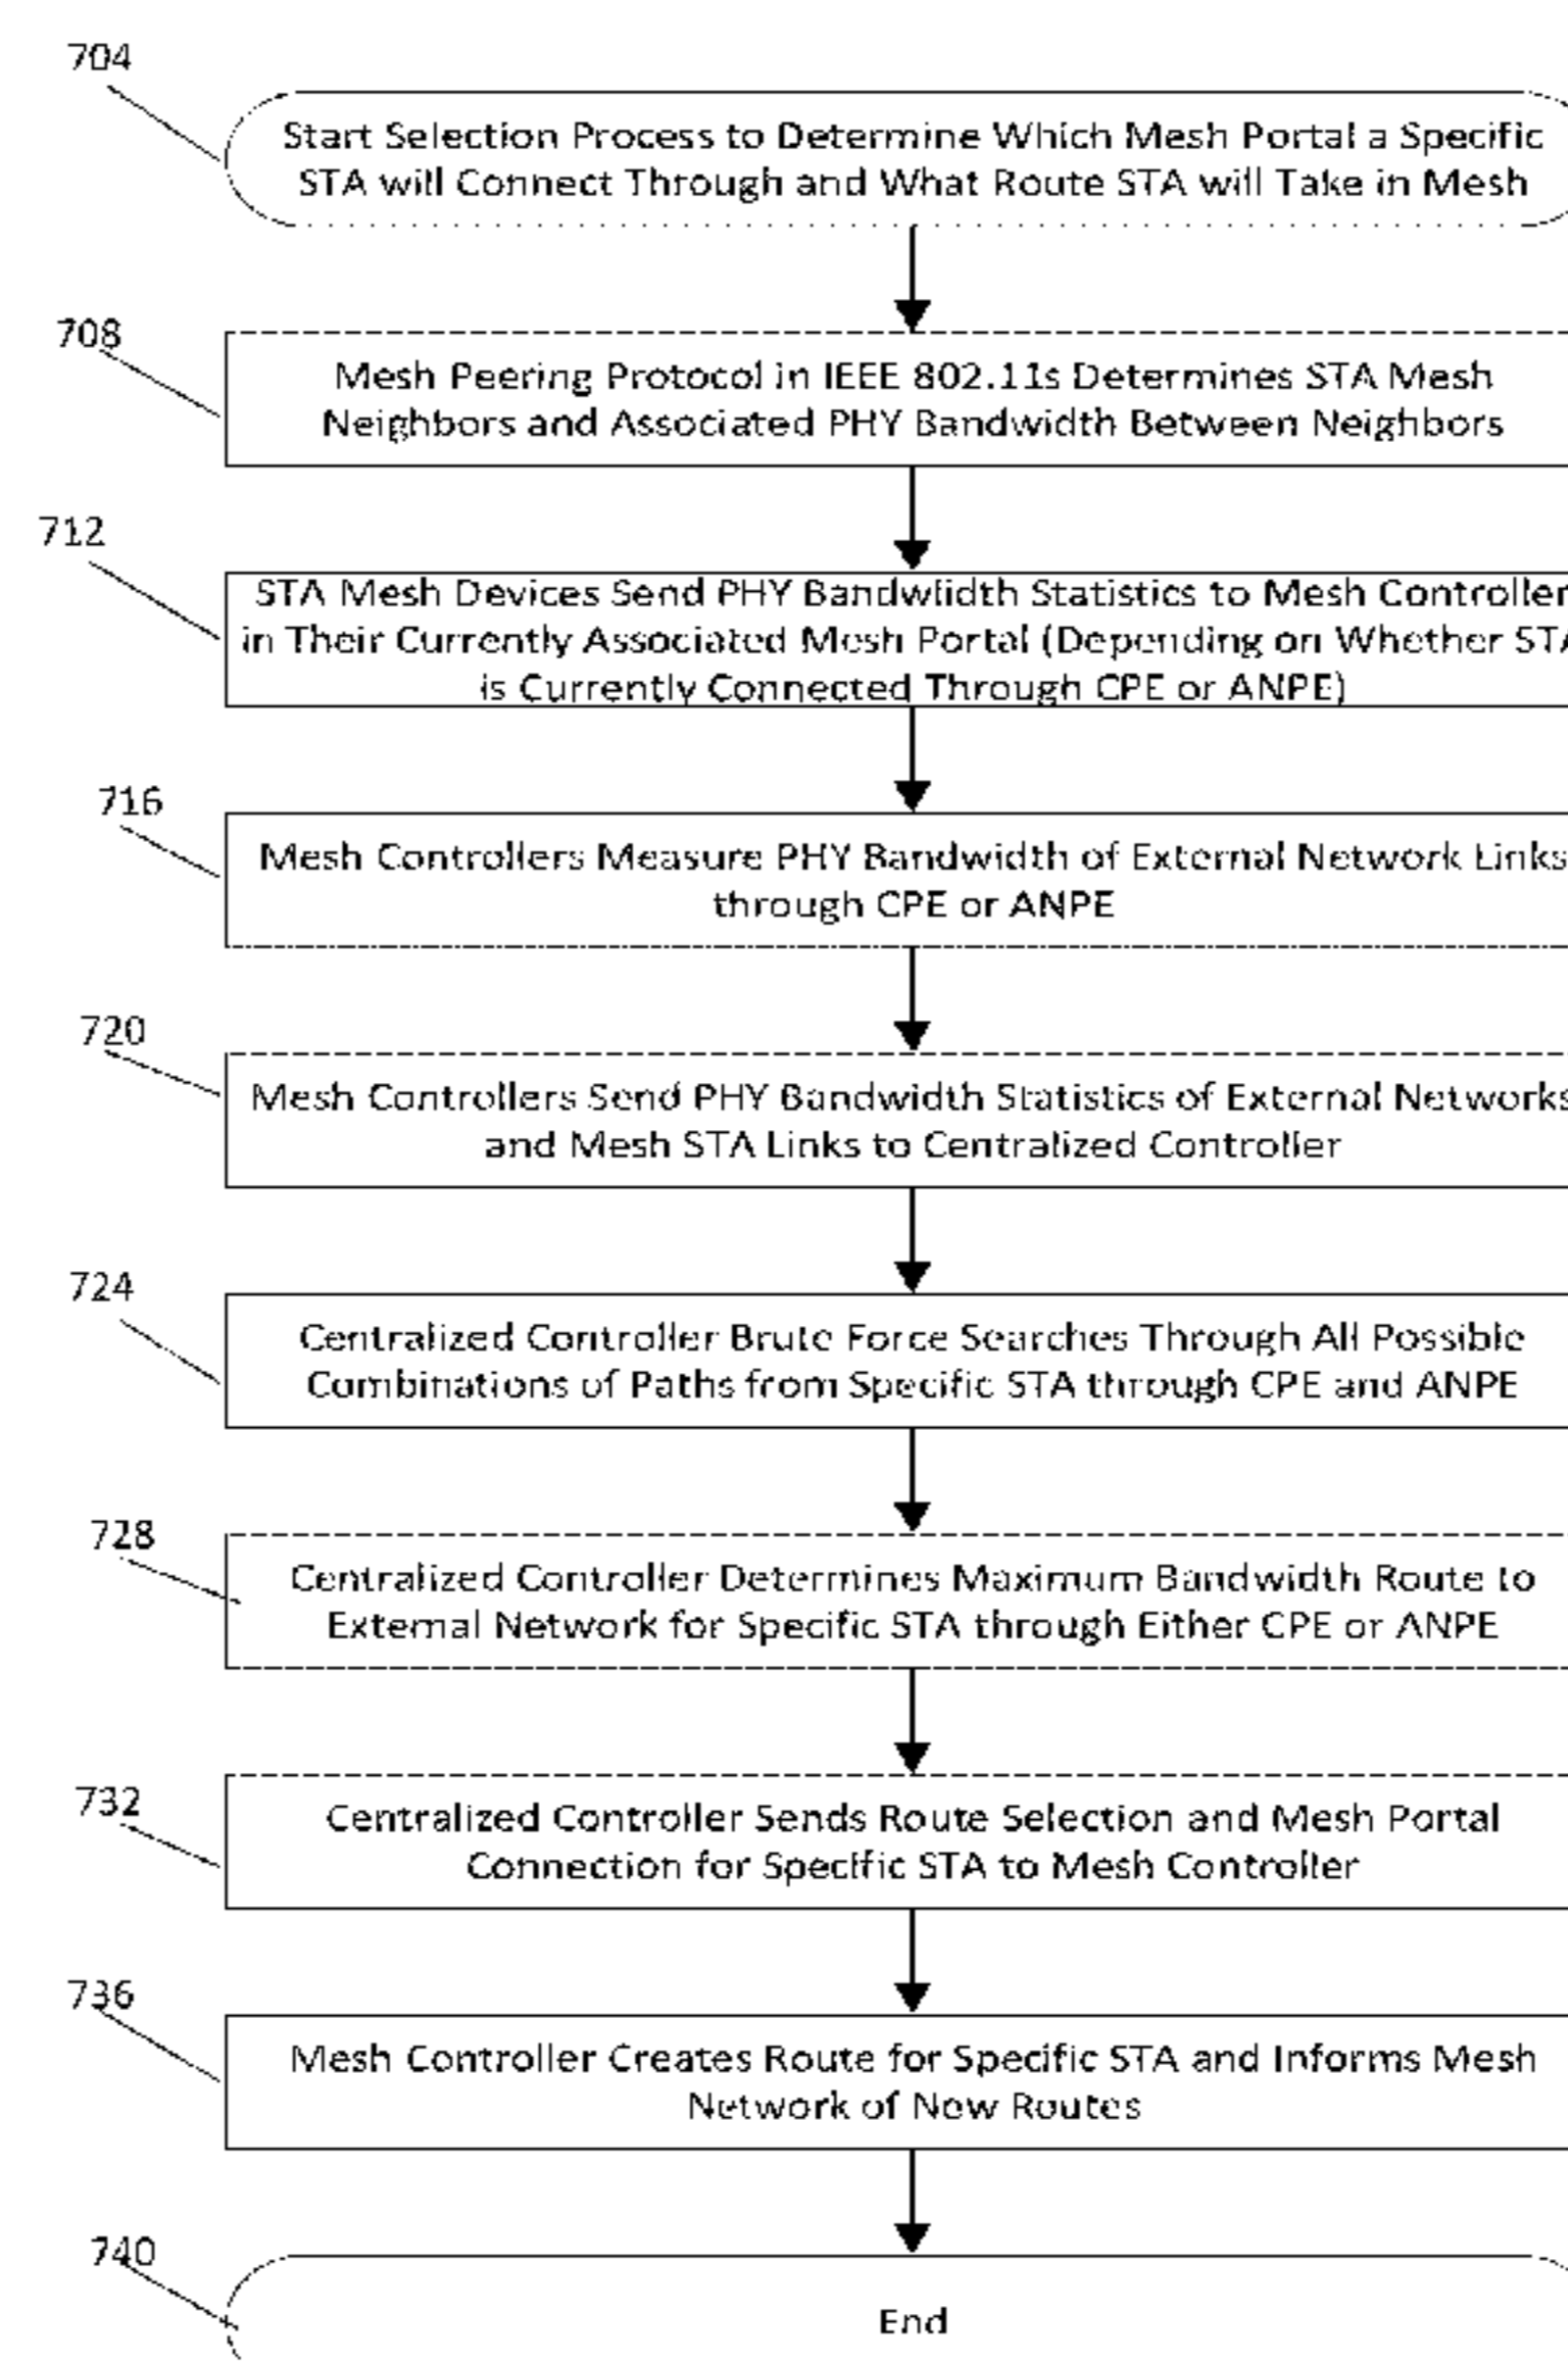 704
Start Selection Process to Determine Which Mesh Portal a Specific
STA will Connect Through and What Route STA will Take in Mesh
708
Mesh Peering Protocol in IEEE 802.11s Determines STA Mesh
Neighbors and Associated PHY Bandwidth Between Neighbors
712
STA Mesh Devices Send PHY Bandwlidth Statistics to Mesh Controller
in Their Currently Associated Mesh Portal (Depending on Whether STA
is Currently Connected Through CPE or ANPE)
716
Mesh Controllers Measure PHY Bandwidth of External Network Links
through CPE or ANPE
720
Mesh Controllers Send PHY Bandwidth Statistics of External Networks
and Mesh STA Links to Centralized Controller
724
Centralized Controller Brute Force Searches Through All Possible
Combinations of Paths from Specific STA through CPE and ANPE
728
Centralized Controller Determines Maximum Bandwidth Route to
External Network for Specific STA through Either CPE or ANPE
732
Centralized Controller Sends Route Selection and Mesh Portal
Connection for Specific STA to Mesh Controller
736
Mesh Controller Creates Route for Specific STA and Informs Mesh
Network of New Routes
740
End